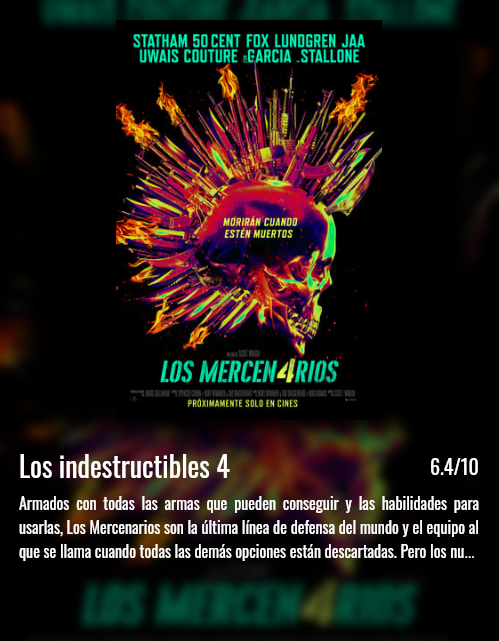 STATHAM 50 CENT FOX LUNDGREN JAA
UWAIS COUTURE GARCIA STALLONE
MORIRÁN CUANDO
ESTÉN MUERTOS
LOS MERCEN4RIOS
PRÓXIMAMENTE SOLO EN CINES
Los indestructibles 4
6.4/10
Armados con todas las armas que pueden conseguir y las habilidades para
usarlas, Los Mercenarios son la última línea de defensa del mundo y el equipo al
que se llama cuando todas las demás opciones están descartadas. Pero los nu...
LOS MERCEN4RIOS